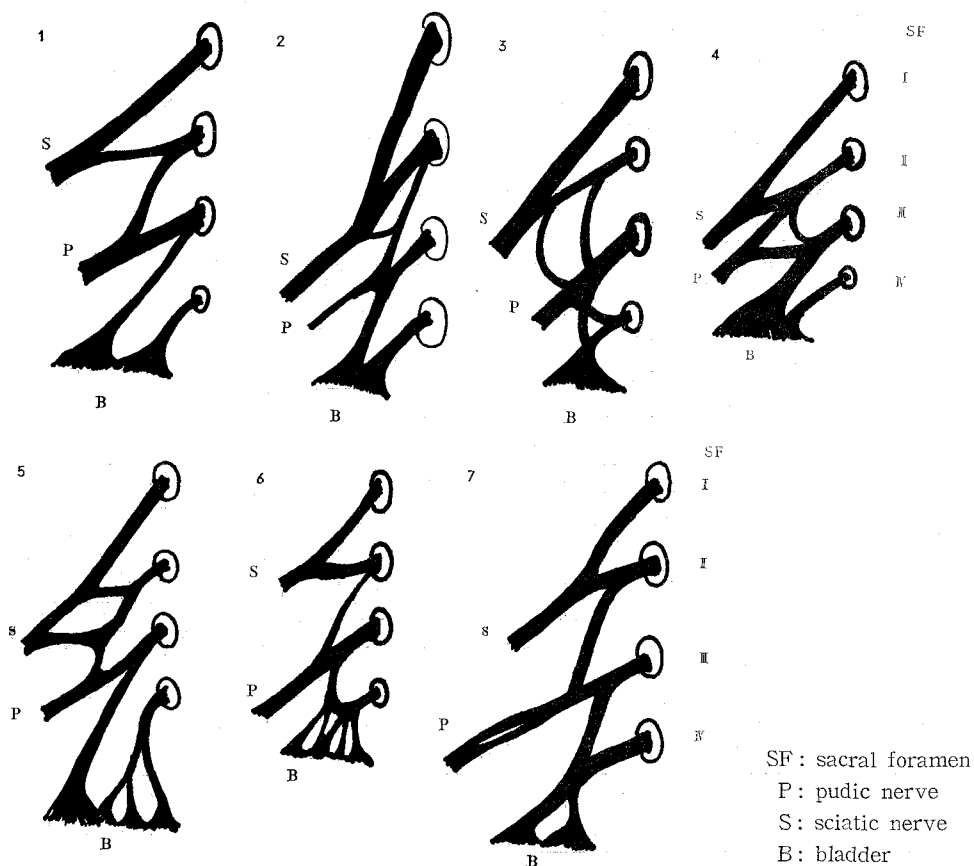 1
2
3
4
SF
I
II
III
IV
S
P
B
S
P
B
S
P
B
S
P
B
5
6
7
SF
I
II
III
IV
s
P
B
S
P
B
s
P
B
SF : sacral foramen
P : pudic nerve
S : sciatic nerve
B : bladder